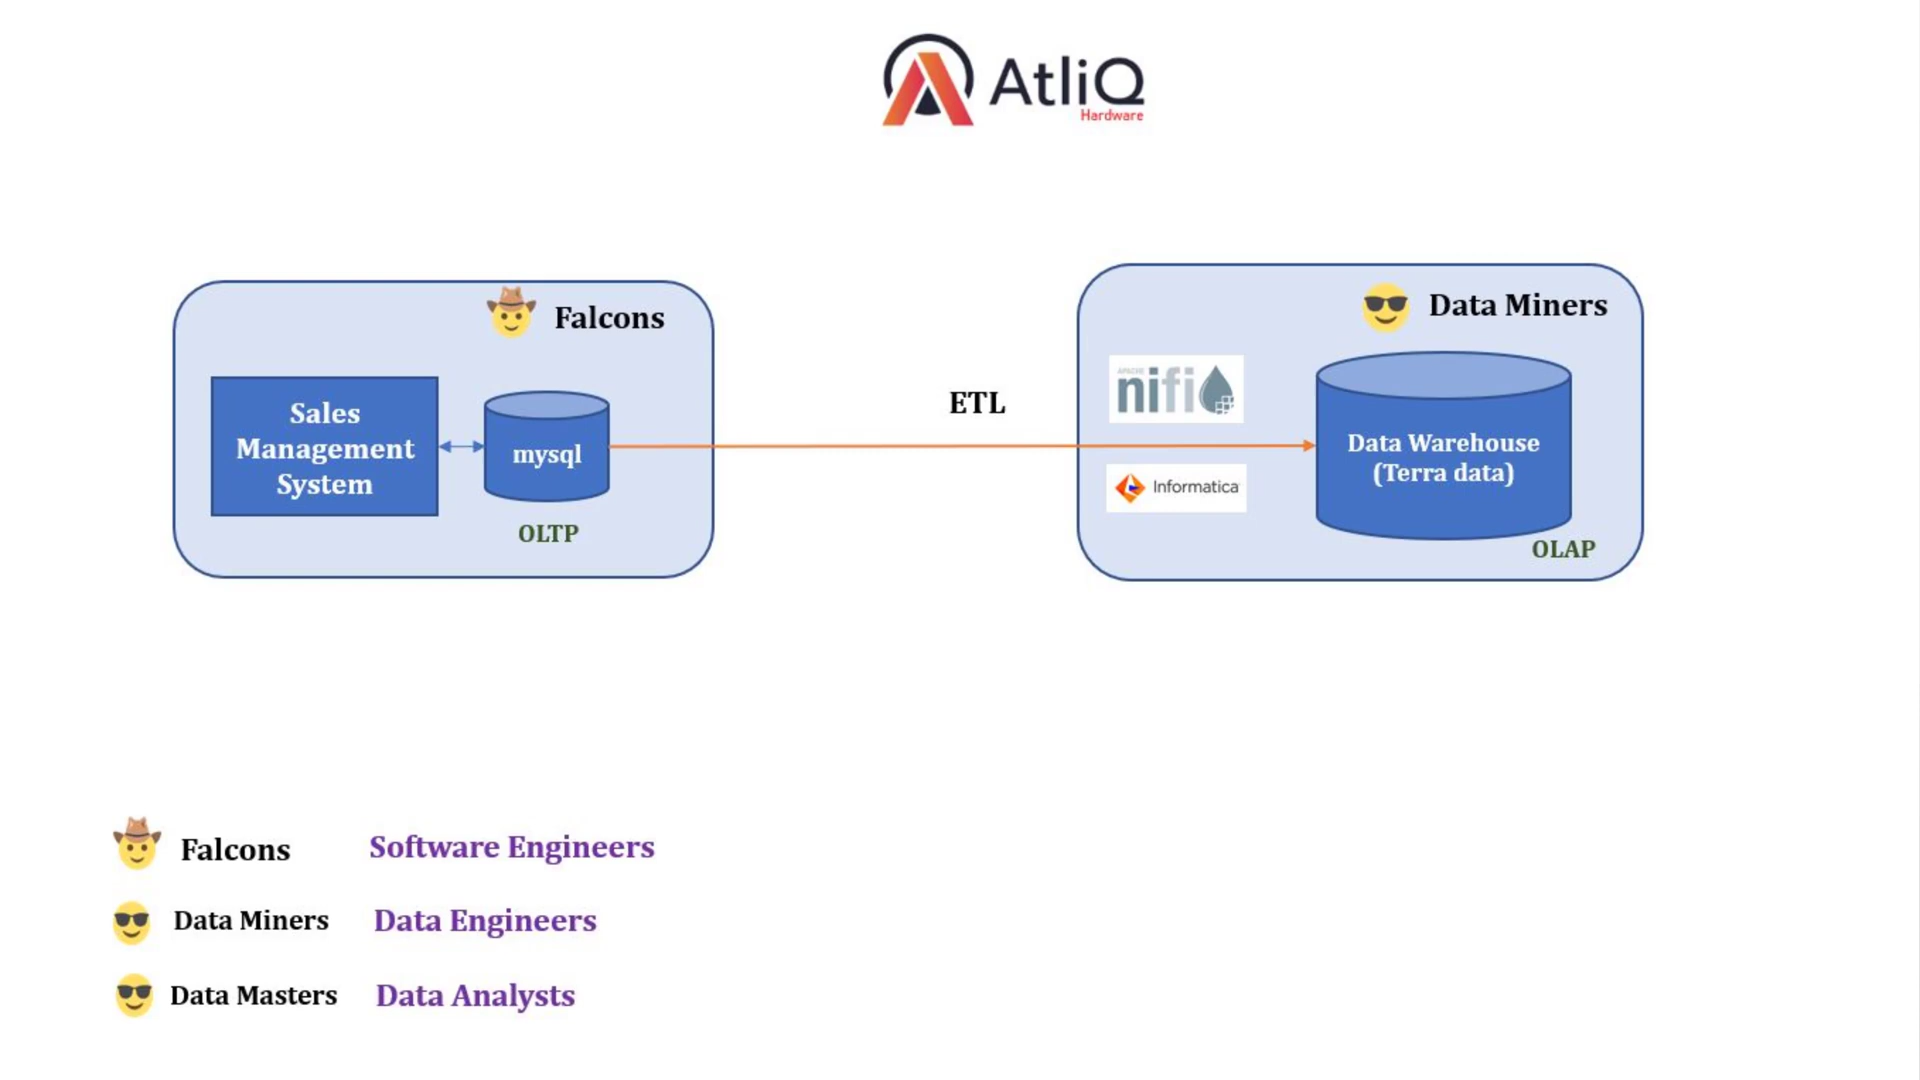 AtliQ
Hardware
Falcons
Sales
Management
System
mysql
OLTP
ETL
Data Miners
APACHE
nifi
Informatica
Data Warehouse
(Terra data)
OLAP
Falcons Software Engineers
Data Miners Data Engineers
Data Masters Data Analysts